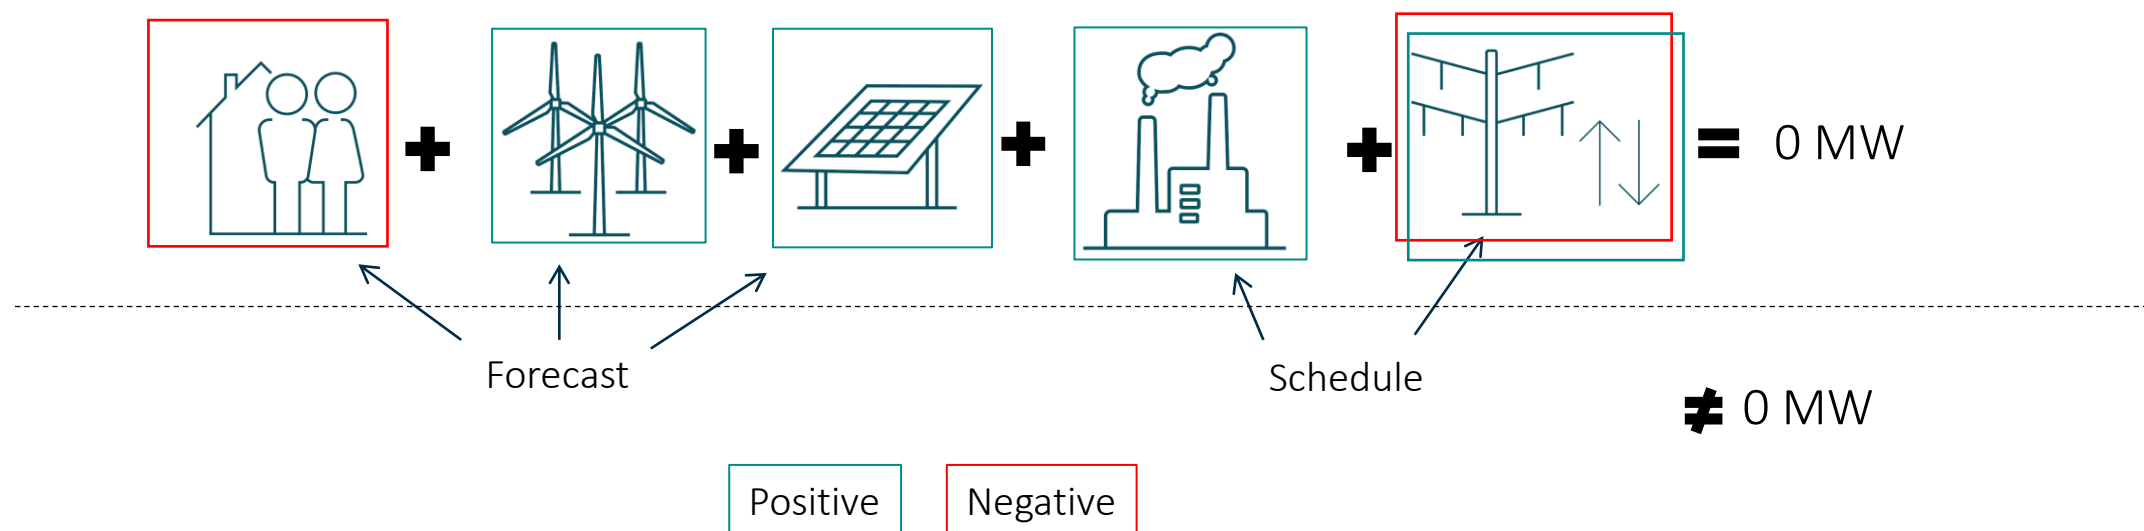 = 0 MW
Forecast
Schedule
≠ 0 MW
Positive
Negative